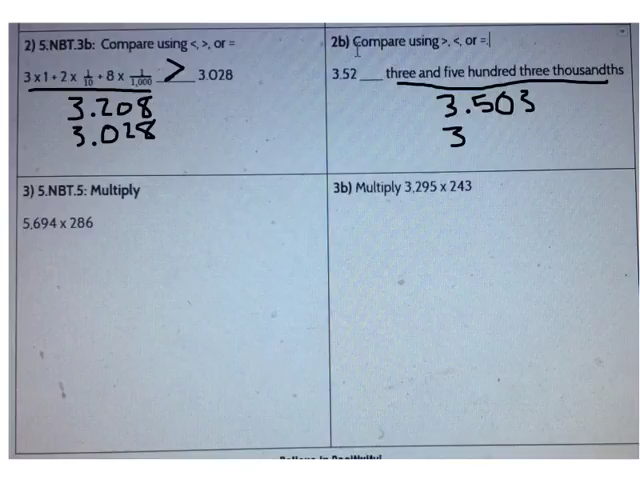 2) 5.NBT.3b: Compare using <, >, or =
3 x 1 + 2 x 1/10 + 8 x 1/1,000 > 3.028
3.208
3.028
2b) Compare using >, <, or =.
3.52 ____ three and five hundred three thousandths
3.503
3
3) 5.NBT.5: Multiply
5,694 x 286
3b) Multiply 3,295 x 243